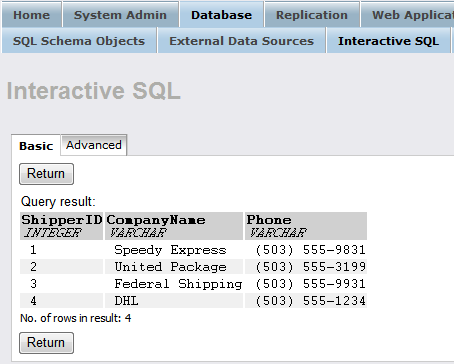 Home System Admin Database Replication Web Applicat
SQL Schema Objects External Data Sources Interactive SQL
Interactive SQL
Basic Advanced
Return
Query result:
ShipperID CompanyName Phone
INTEGER VARCHAR VARCHAR
1 Speedy Express (503) 555-9831
2 United Package (503) 555-3199
3 Federal Shipping (503) 555-9931
4 DHL (503) 555-1234
No. of rows in result: 4
Return